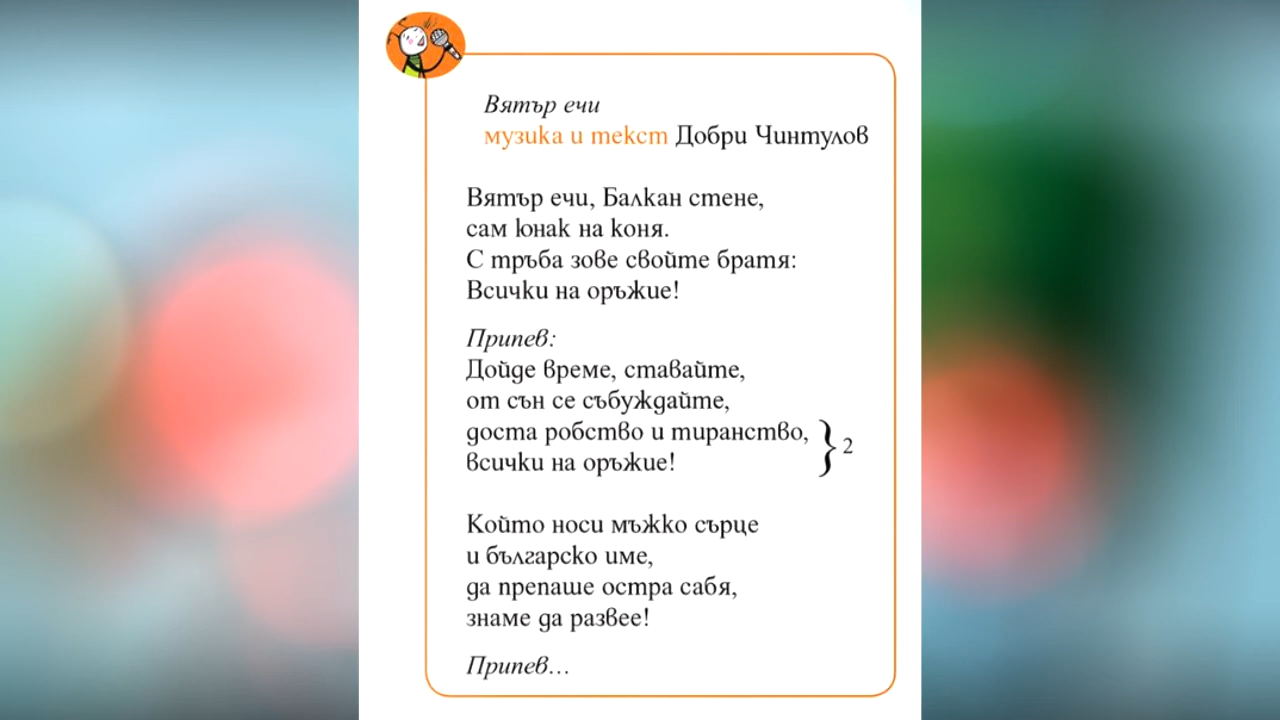 Вятър ечи
музика и текст Добри Чинтулов
Вятър ечи, Балкан стене,
сам юнак на коня.
С тръба зове свойте братя:
Всички на оръжие!
Припев:
Дойде време, ставайте,
от сън се събуждайте,
доста робство и тиранство,
всички на оръжие!
} 2
Който носи мъжко сърце
и българско име,
да препаше остра сабя,
знаме да развее!
Припев...